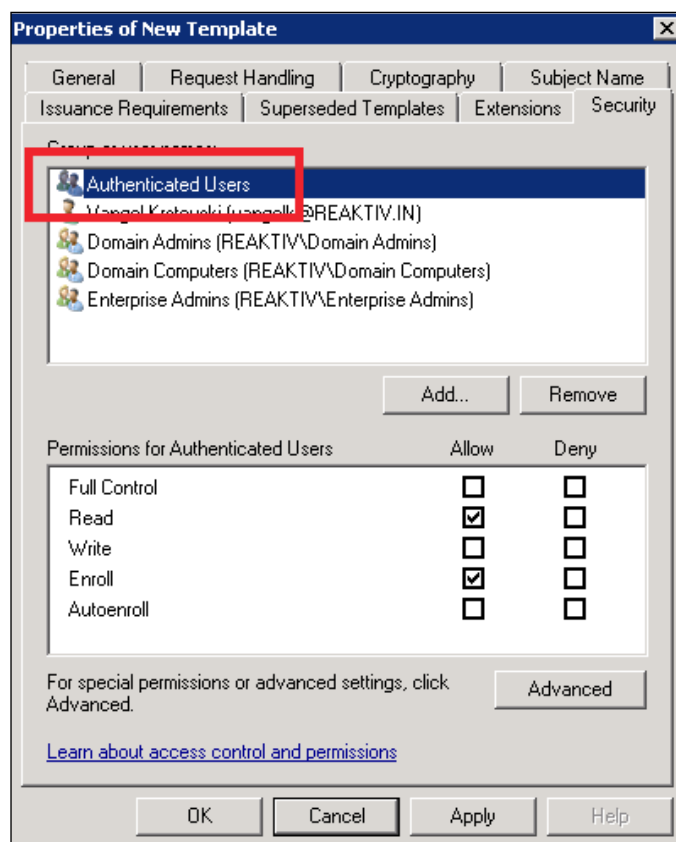 Properties of New Template
General Request Handling Cryptography Subject Name
Issuance Requirements Superseded Templates Extensions Security
Authenticated Users
Vangel Krstevski
@REAKTIV.IN)
Domain Admins (REAKTIV\Domain Admins)
Domain Computers (REAKTIV\Domain Computers)
Enterprise Admins (REAKTIV\Enterprise Admins)
Add... Remove
Permissions for Authenticated Users Allow Deny
Full Control
Read
Write
Enroll
Autoenroll
For special permissions or advanced settings, click
Advanced.
Advanced
Learn about access control and permissions
OK Cancel Apply Help